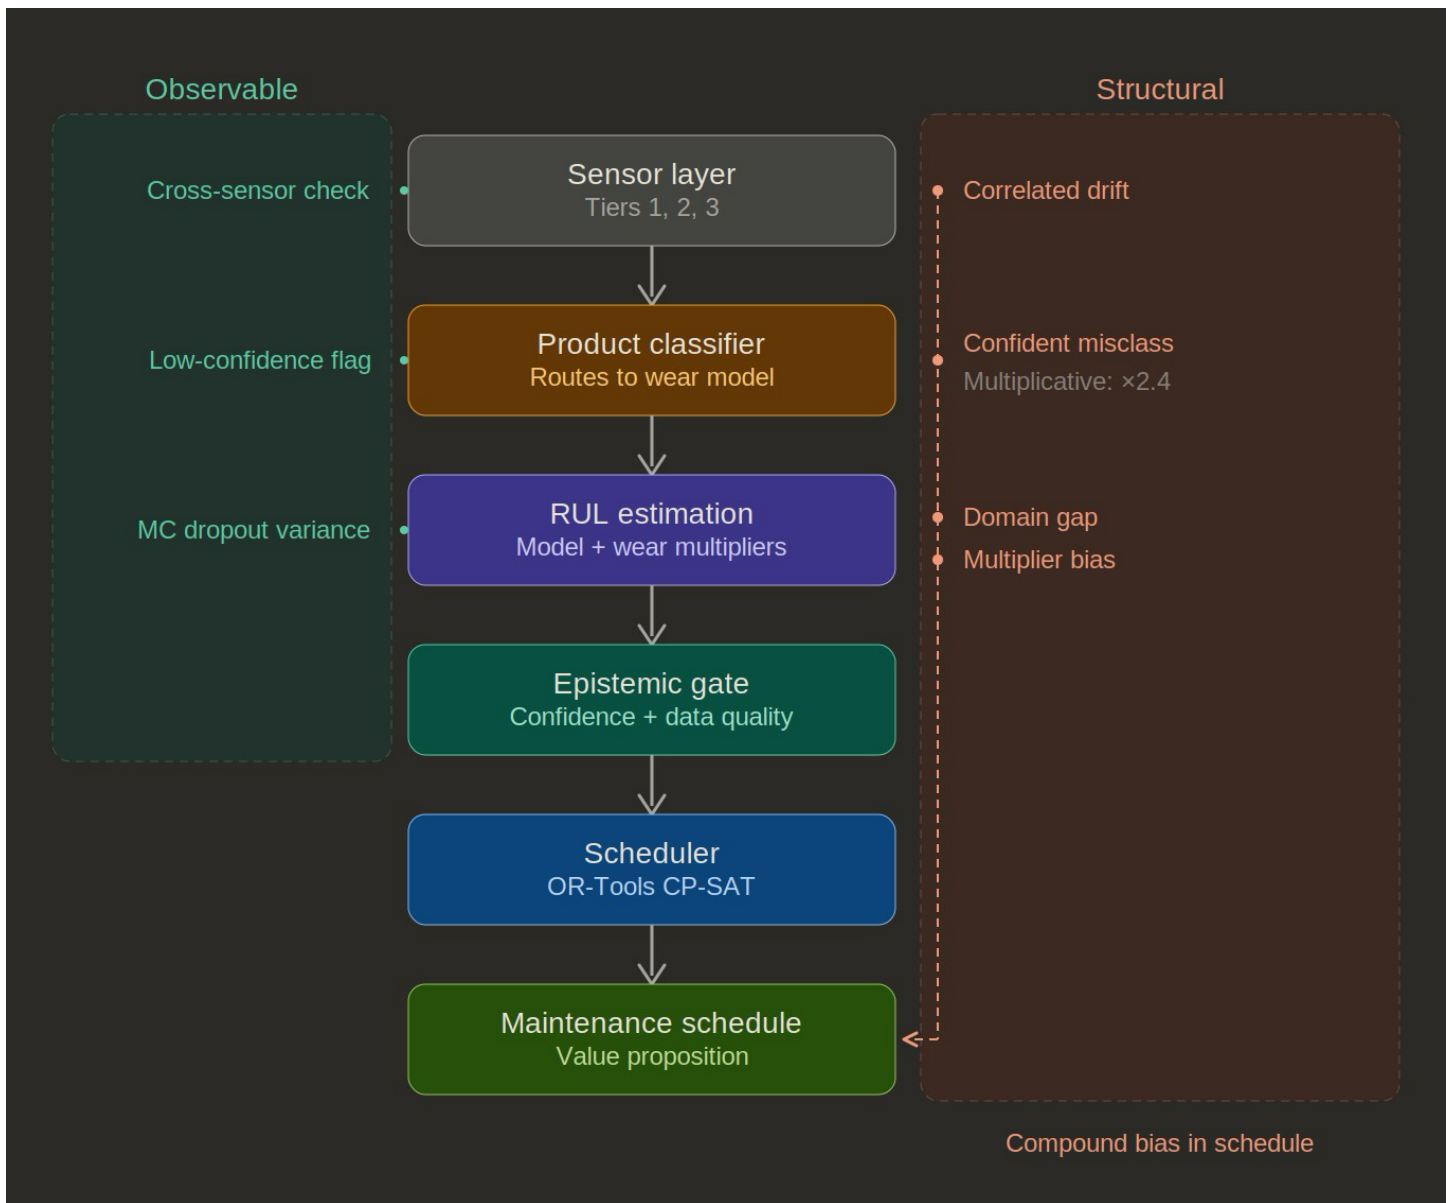 Observable
Structural
Sensor layer
Tiers 1, 2, 3
Cross-sensor check
Correlated drift
Product classifier
Routes to wear model
Low-confidence flag
Confident misclass
Multiplicative: ×2.4
RUL estimation
Model + wear multipliers
MC dropout variance
Domain gap
Multiplier bias
Epistemic gate
Confidence + data quality
Scheduler
OR-Tools CP-SAT
Maintenance schedule
Value proposition
Compound bias in schedule